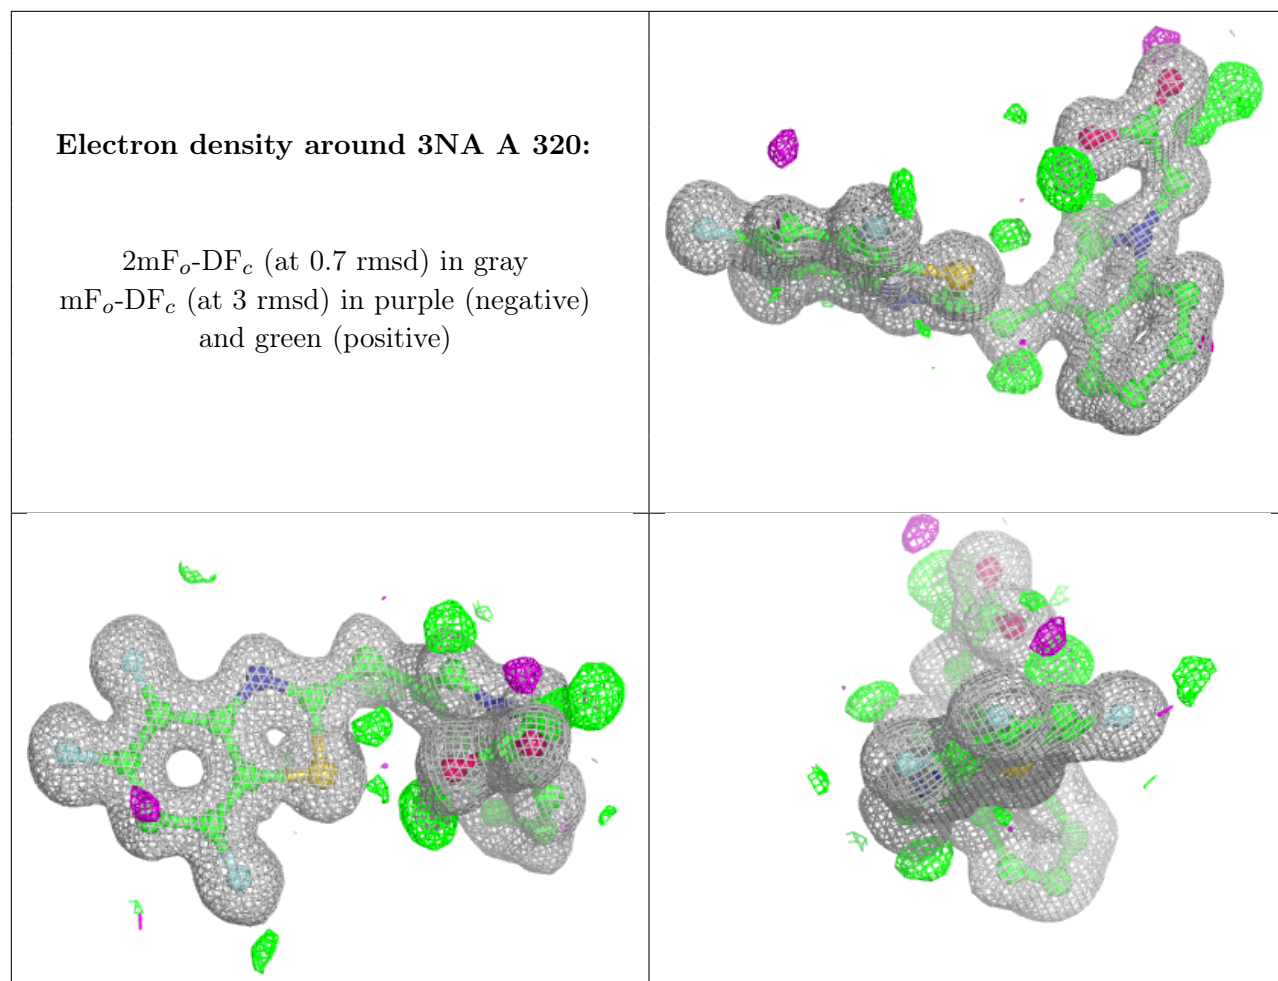 Electron density around 3NA A 320:
2mFo-DFc (at 0.7 rmsd) in gray
mFo-DFc (at 3 rmsd) in purple (negative)
and green (positive)